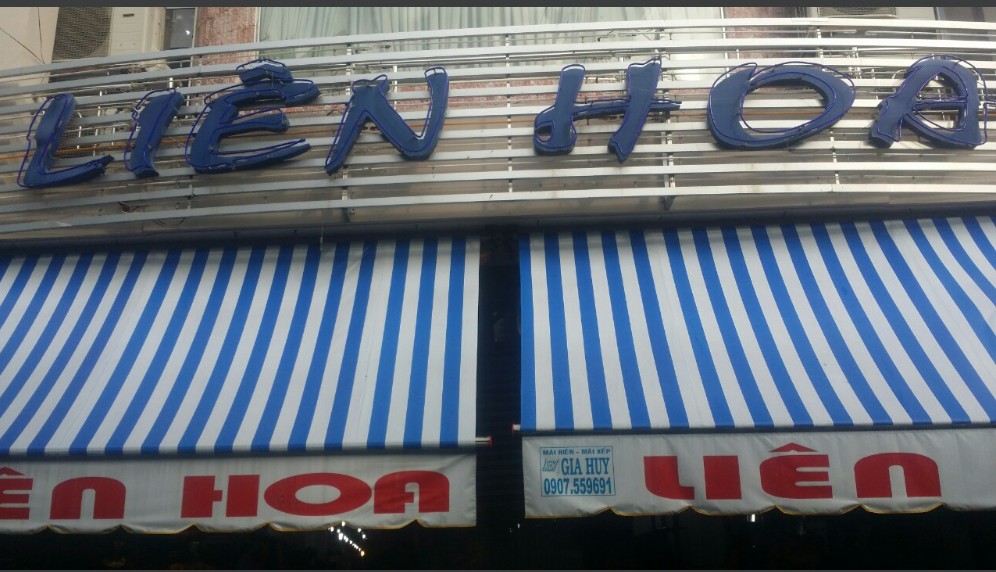 LIÊN HOA
ÊN HOA
MÁI HIÊN - MÁI XẾP
GIA HUY
0907.559691
LIÊN